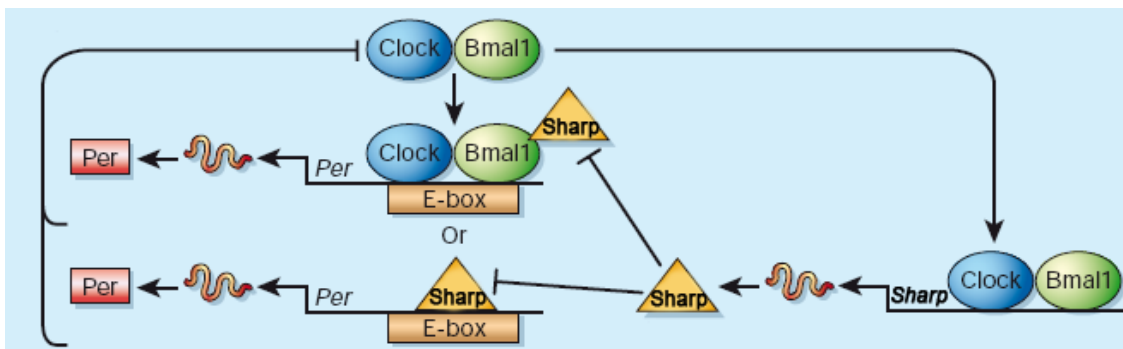 Clock Bmal1
Sharp
Clock Bmal1
Per
Per
E-box
Or
Per
Per
Sharp
E-box
Sharp
Sharp
Clock Bmal1